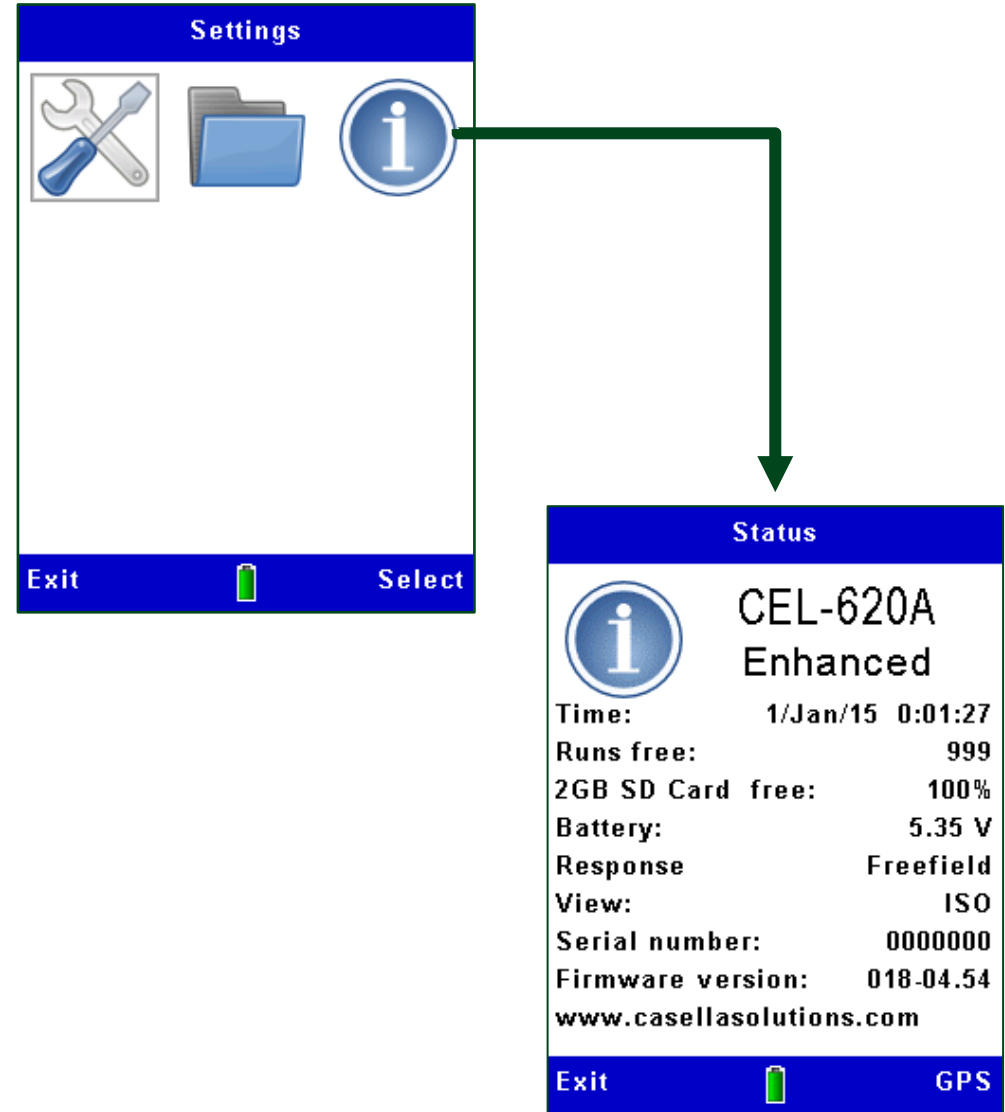 Settings
Exit Select
Status
CEL-620A
Enhanced
Time: 1/Jan/15 0:01:27
Runs free: 999
2GB SD Card free: 100%
Battery: 5.35 V
Response Freefield
View: ISO
Serial number: 0000000
Firmware version: 018-04.54
www.casellasolutions.com
Exit GPS